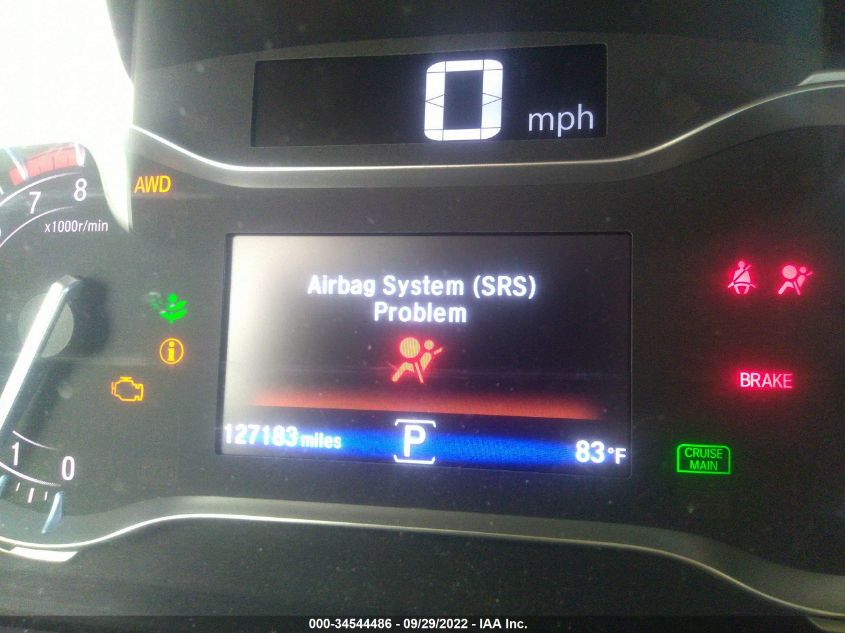 0 mph
7 8
AWD
x1000r/min
Airbag System (SRS)
Problem
BRAKE
127183 miles P 83°F
1 0
CRUISE
MAIN
000-34544486 - 09/29/2022 - IAA Inc.